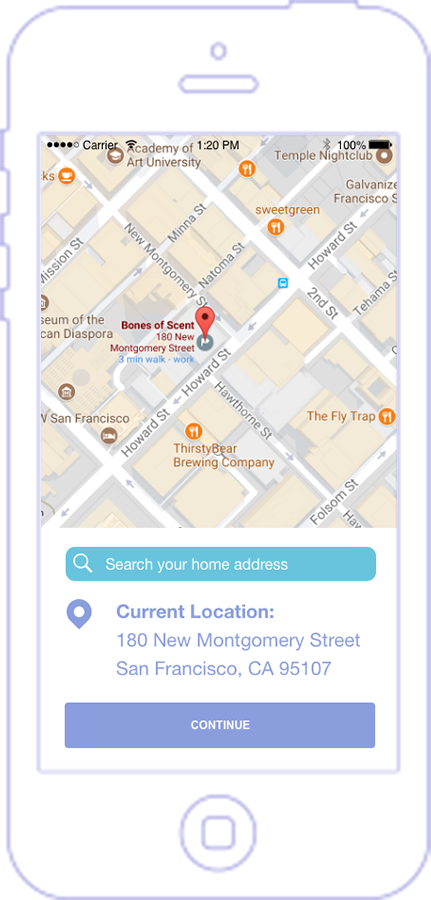 Carrier
1:20 PM
100%
Academy of
Art University
Temple Nightclub
ks
Galvanize
Francisco S
sweetgreen
Minna St
New Montgomery St
Howard St
Mission St
Natoma St
2nd St
Tehama St
seum of the
can Diaspora
Bones of Scent
180 New
Montgomery Street
3 min walk - work
Howard St
Hawthorne St
W San Francisco
Howard St
The Fly Trap
ThirstyBear
Brewing Company
Folsom St
Haw
Search your home address
Current Location:
180 New Montgomery Street
San Francisco, CA 95107
CONTINUE